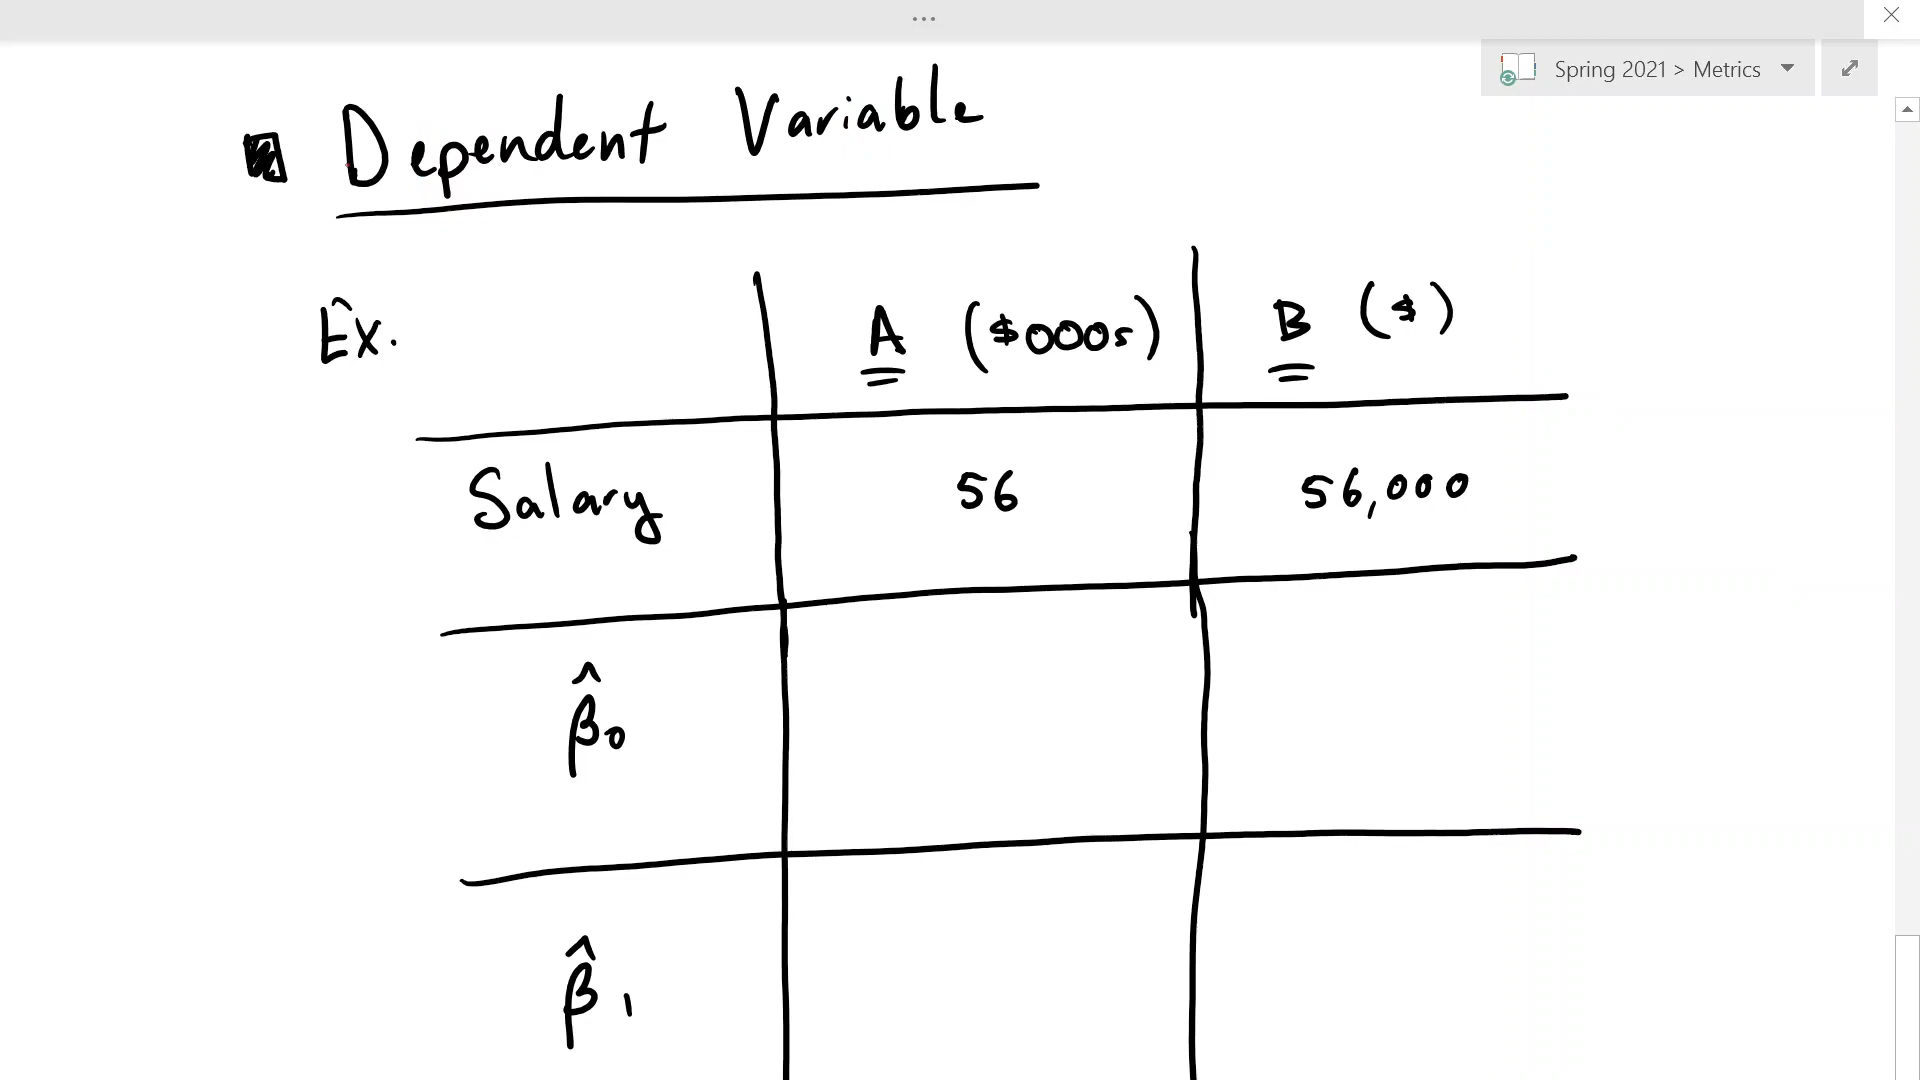 ...
Spring 2021 > Metrics
Dependent Variable
Ex.
A ($000s)
B ($)
Salary
56
56,000
β̂₀
β̂₁